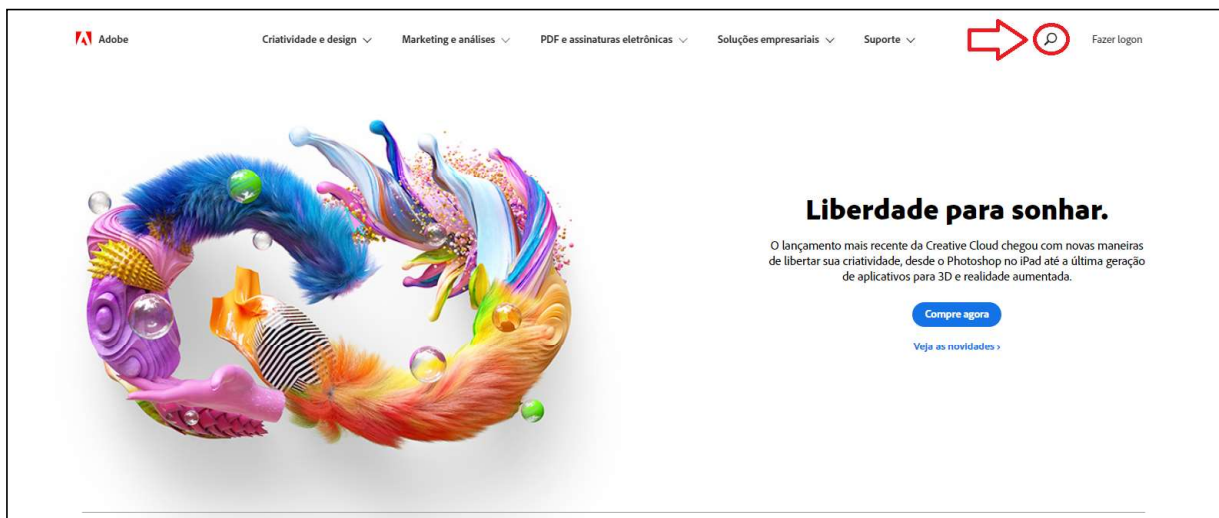 Adobe Criatividade e design Marketing e análises PDF e assinaturas eletrônicas Soluções empresariais Suporte Fazer logon
Liberdade para sonhar.
O lançamento mais recente da Creative Cloud chegou com novas maneiras
de libertar sua criatividade, desde o Photoshop no iPad até a última geração
de aplicativos para 3D e realidade aumentada.
Compre agora
Veja as novidades ›